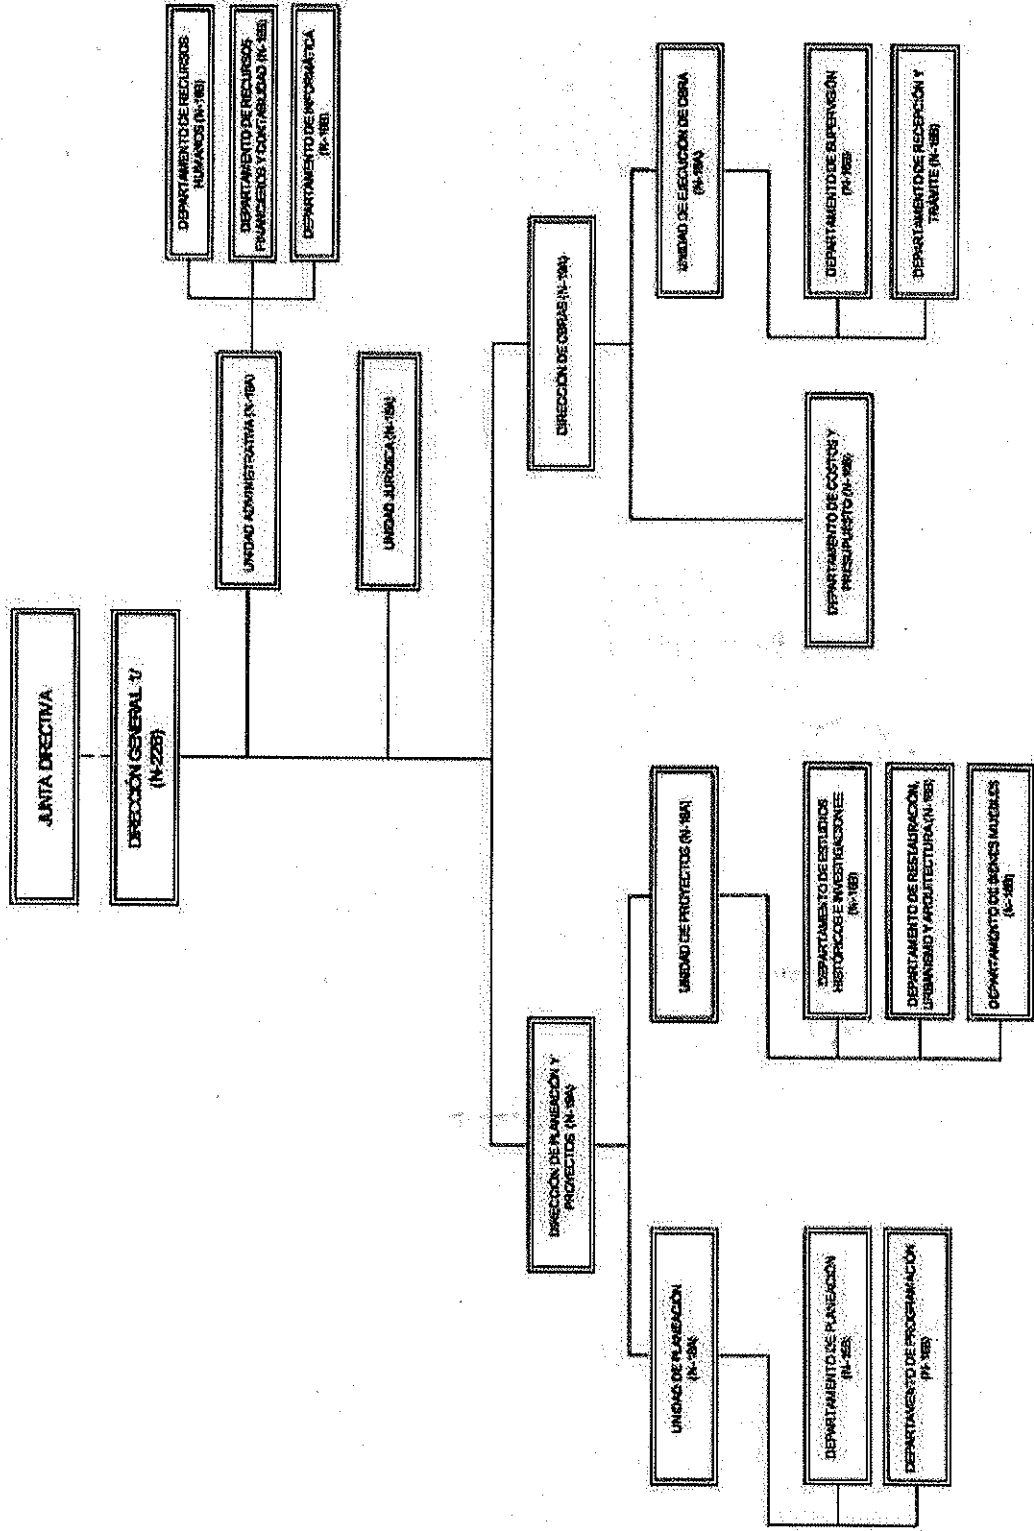 JUNTA DIRECTIVA
DIRECCIÓN GENERAL 1/
(N-22B)
UNIDAD ADMINISTRATIVA (N-18A)
DEPARTAMENTO DE RECURSOS
HUMANOS (N-16B)
DEPARTAMENTO DE RECURSOS
FINANCIEROS Y CONTABILIDAD (N-16B)
DEPARTAMENTO DE INFORMÁTICA
(N-16B)
UNIDAD JURÍDICA (N-18A)
DIRECCIÓN DE PLANEACIÓN Y
PROYECTOS (N-19A)
DIRECCIÓN DE OBRAS (N-19A)
UNIDAD DE PLANEACIÓN
(N-18A)
UNIDAD DE PROYECTOS (N-18A)
UNIDAD DE EJECUCIÓN DE OBRA
(N-18A)
DEPARTAMENTO DE PLANEACIÓN
(N-16B)
DEPARTAMENTO DE PROGRAMACIÓN
(N-16B)
DEPARTAMENTO DE ESTUDIOS
HISTÓRICOS E INVESTIGACIONES
(N-16B)
DEPARTAMENTO DE RESTAURACIÓN,
URBANISMO Y ARQUITECTURA (N-16B)
DEPARTAMENTO DE BIENES MUEBLES
(N-16B)
DEPARTAMENTO DE COSTOS Y
PRESUPUESTO (N-16B)
DEPARTAMENTO DE SUPERVISIÓN
(N-16B)
DEPARTAMENTO DE RECEPCIÓN Y
TRÁMITE (N-16B)